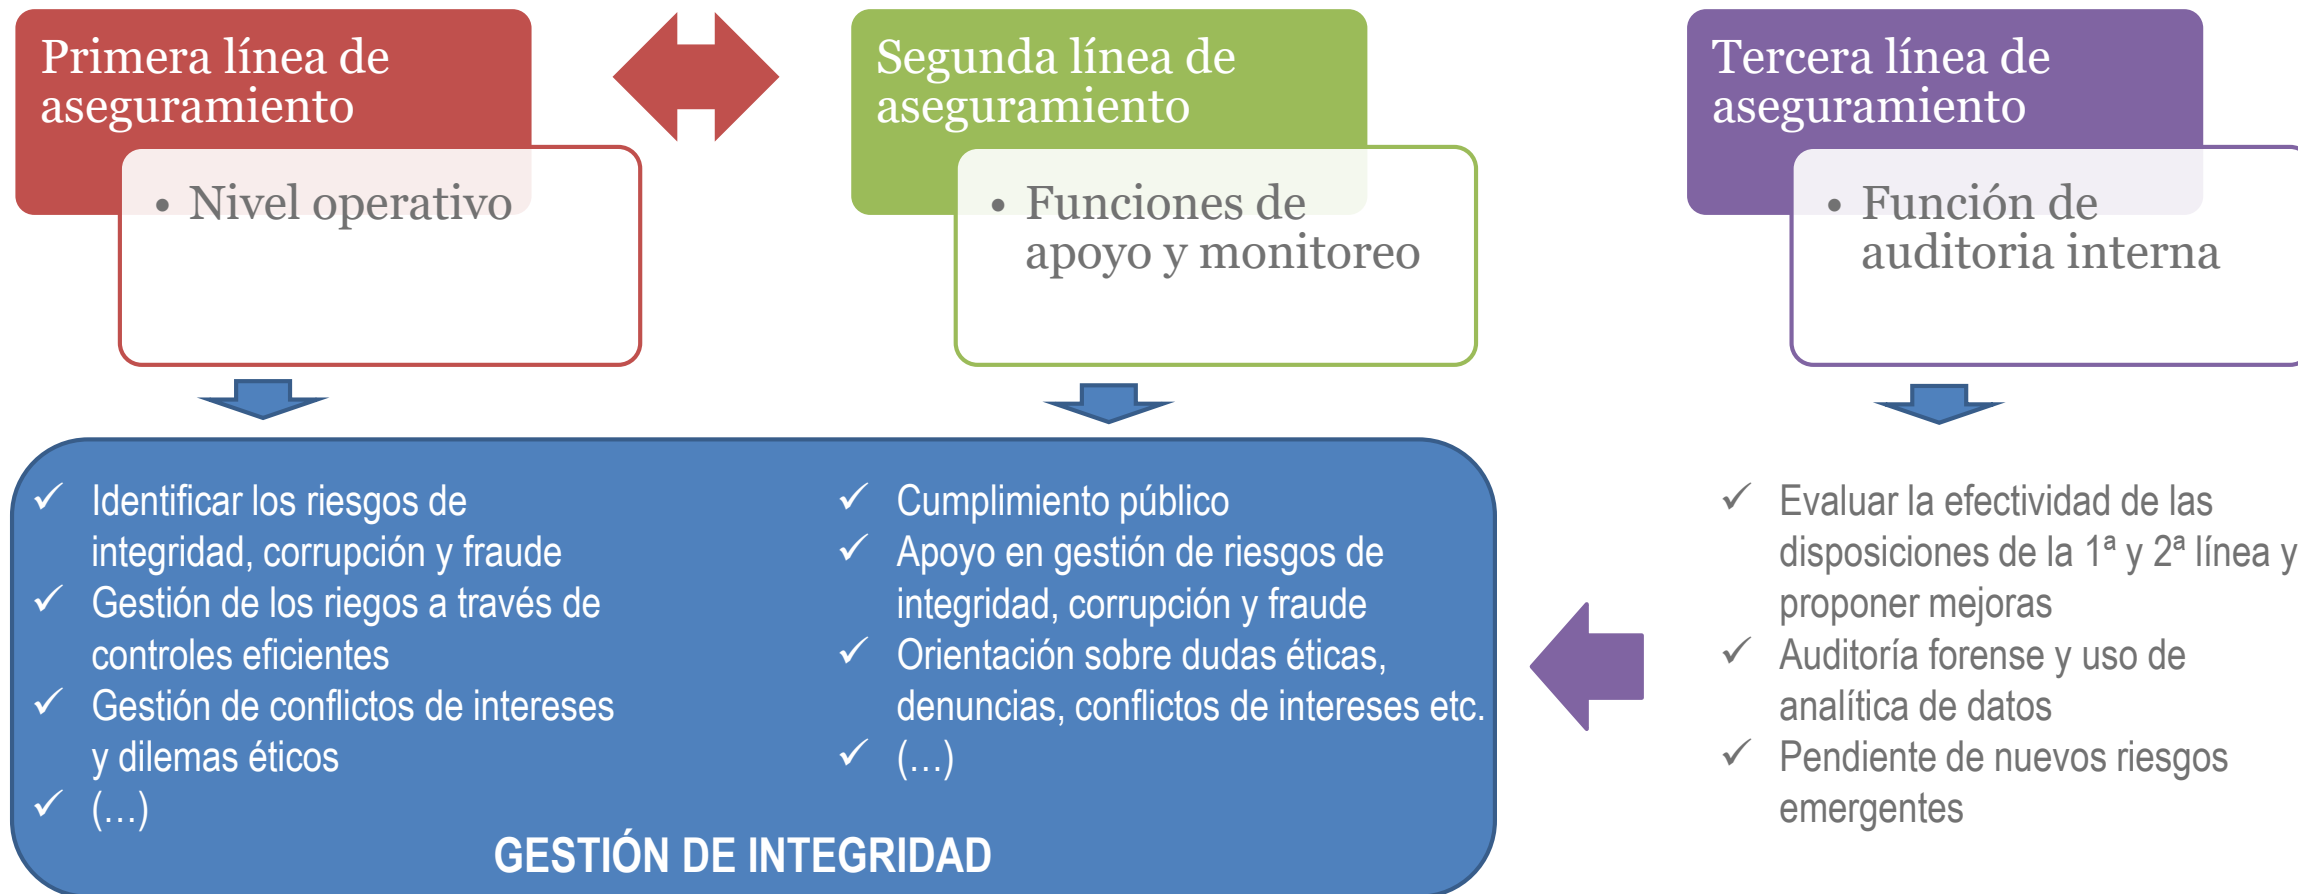 Primera línea de
aseguramiento
• Nivel operativo
Segunda línea de
aseguramiento
• Funciones de
apoyo y monitoreo
Tercera línea de
aseguramiento
• Función de
auditoria interna
✓ Identificar los riesgos de
integridad, corrupción y fraude
✓ Gestión de los riegos a través de
controles eficientes
✓ Gestión de conflictos de intereses
y dilemas éticos
✓ (…)
✓ Cumplimiento público
✓ Apoyo en gestión de riesgos de
integridad, corrupción y fraude
✓ Orientación sobre dudas éticas,
denuncias, conflictos de intereses etc.
✓ (…)
GESTIÓN DE INTEGRIDAD
✓ Evaluar la efectividad de las
disposiciones de la 1ª y 2ª línea y
proponer mejoras
✓ Auditoría forense y uso de
analítica de datos
✓ Pendiente de nuevos riesgos
emergentes